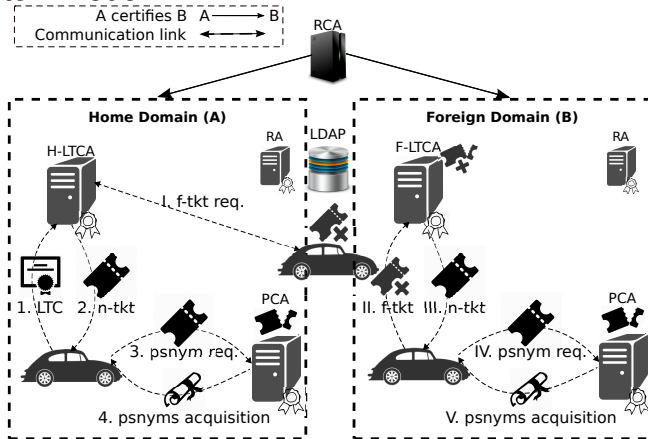 A certifies B A B
Communication link
RCA
Home Domain (A)
Foreign Domain (B)
H-LTCA
RA
LDAP
F-LTCA
RA
I. f-tkt req.
1. LTC
2. n-tkt
PCA
II. f-tkt
III. n-tkt
PCA
3. psnym req.
IV. psnym req.
4. psnyms acquisition
V. psnyms acquisition